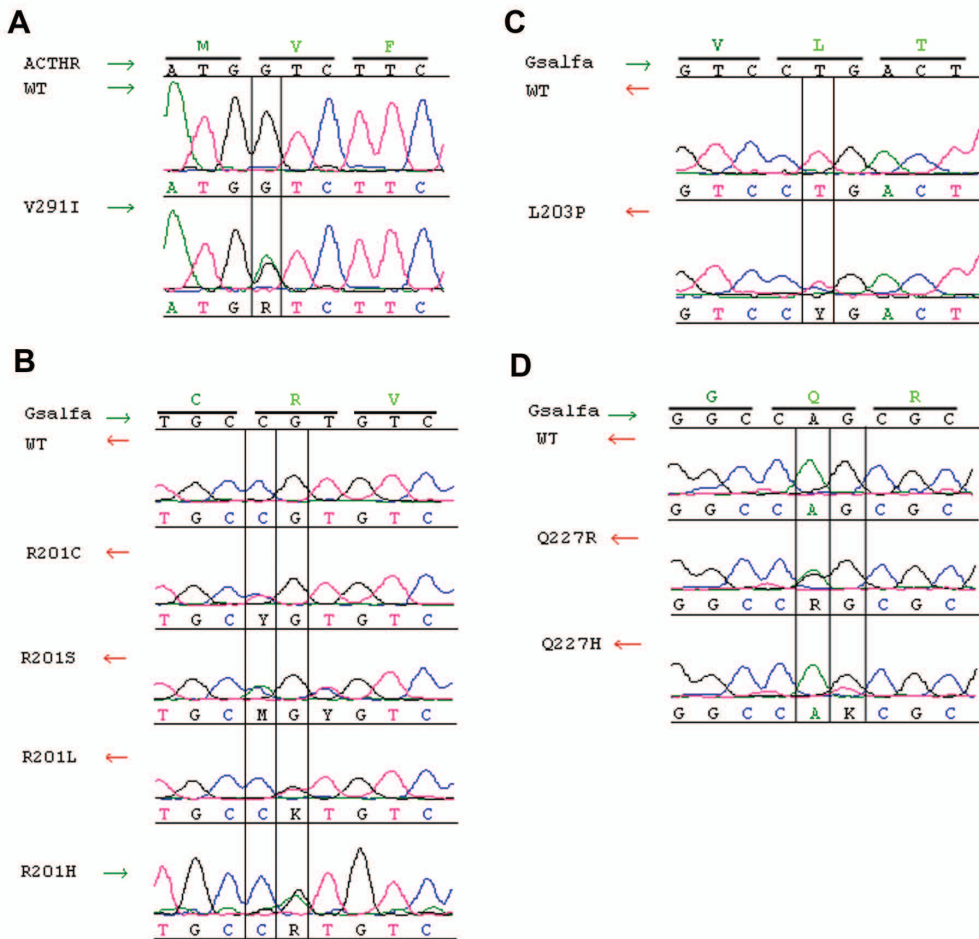 A
M V F
ACTHR → A T G G T C T T C
WT →
A T G G T C T T C
V291I →
A T G R T C T T C
B
C R V
Gsalfa → T G C C G T G T C
WT ←
T G C C G T G T C
R201C ←
T G C Y G T G T C
R201S ←
T G C M G Y G T C
R201L ←
T G C C K T G T C
R201H →
T G C C R T G T C
C
V L T
Gsalfa → G T C C T G A C T
WT ←
G T C C T G A C T
L203P ←
G T C C Y G A C T
D
G Q R
Gsalfa → G G C C A G C G C
WT ←
G G C C A G C G C
Q227R ←
G G C C R G C G C
Q227H ←
G G C C A K C G C